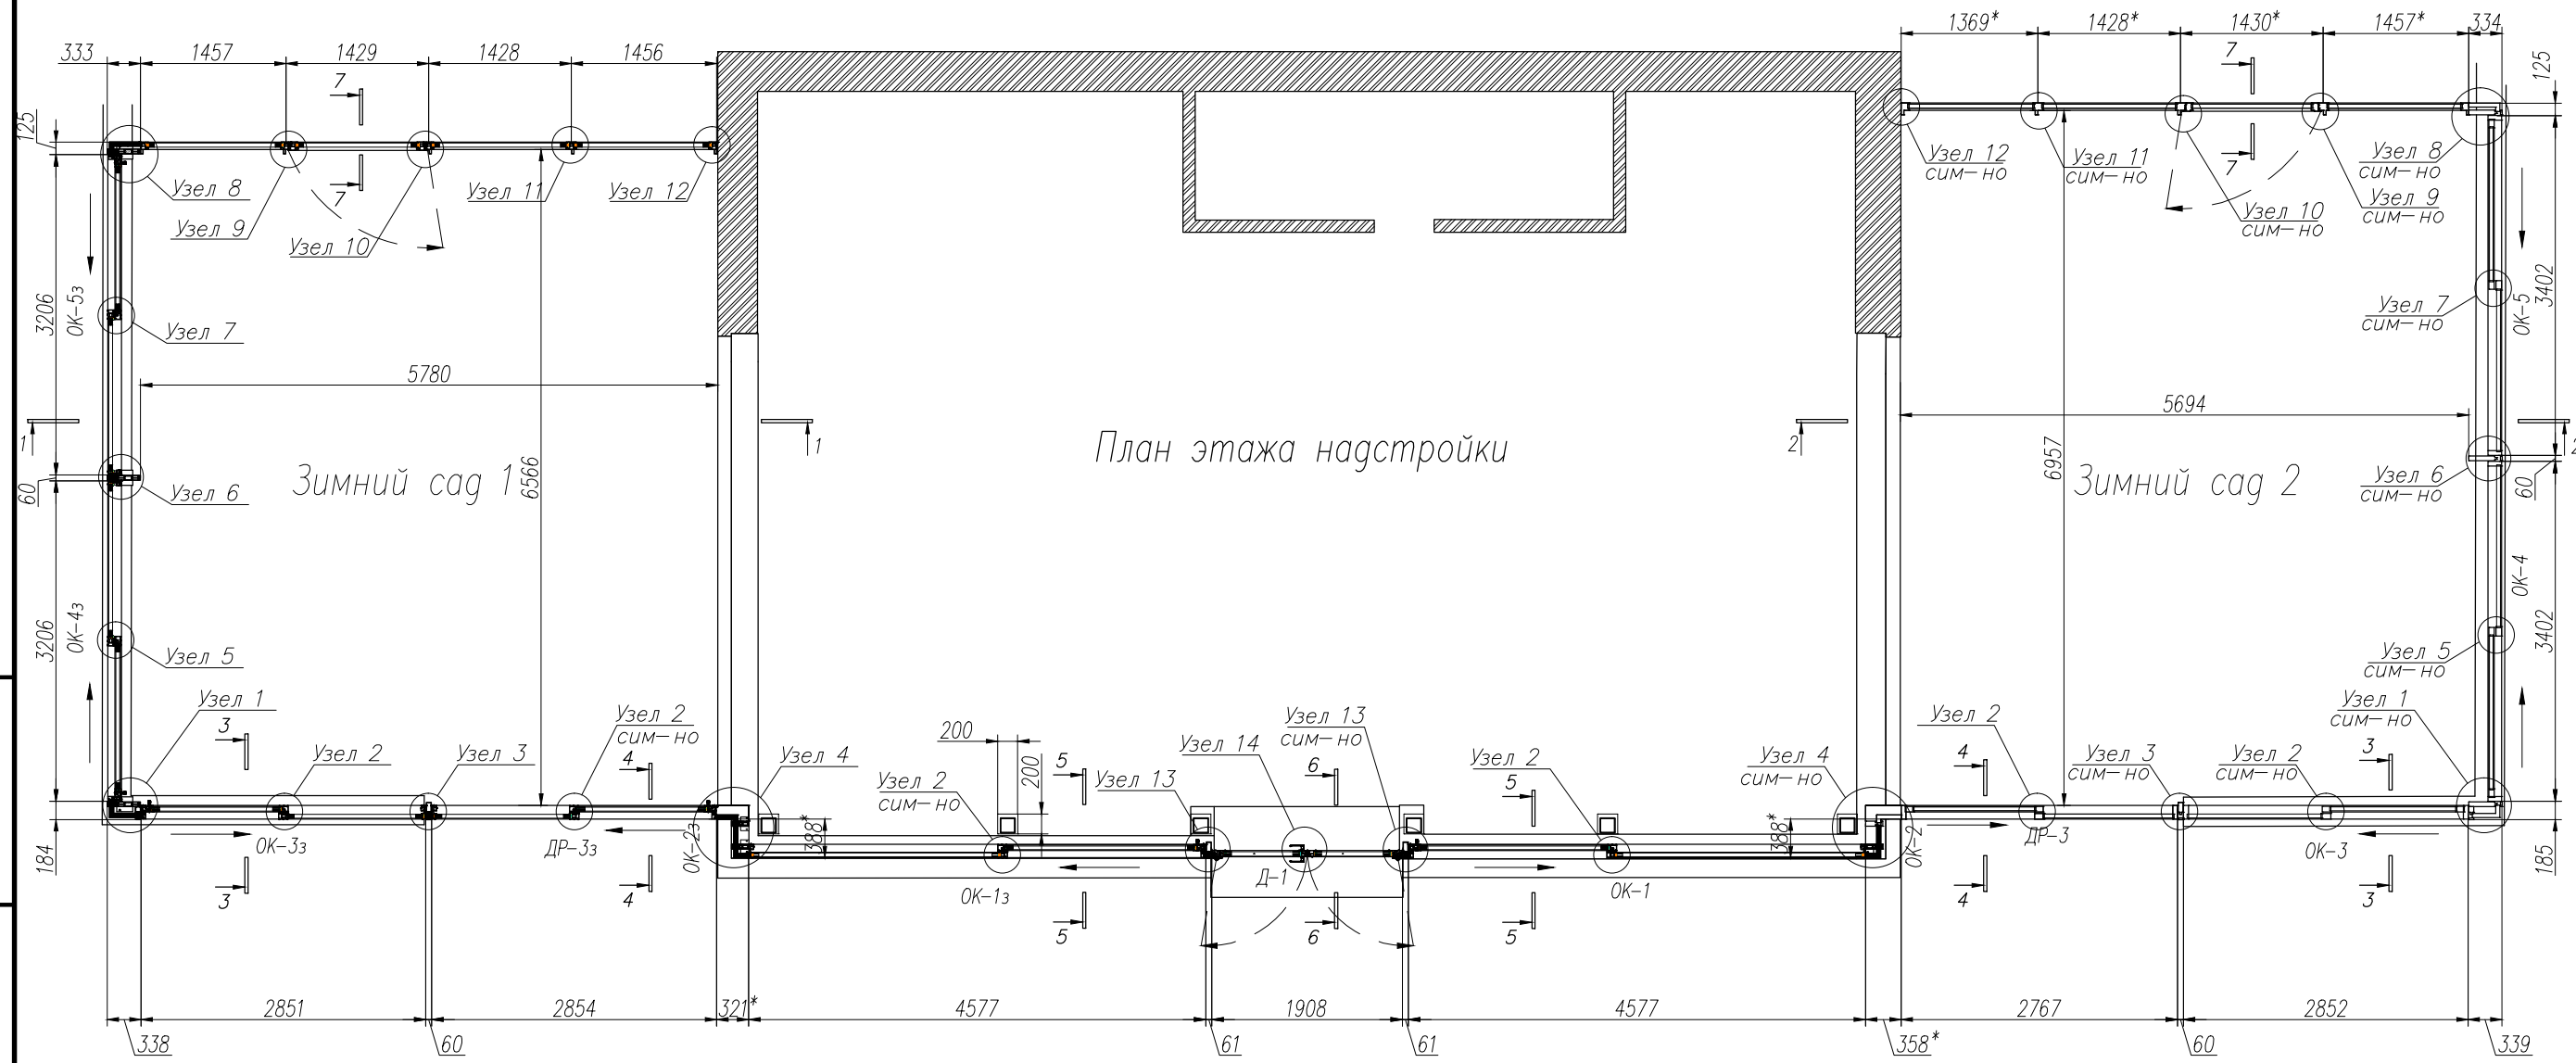 333 1457 1429 1428 1456
1369* 1428* 1430* 1457* 334
7 7
7 7
125
125
Узел 8
Узел 9
Узел 10
Узел 11
Узел 12
Узел 12
сим-но
Узел 11
сим-но
Узел 10
сим-но
Узел 9
сим-но
Узел 8
сим-но
3206
ОК-5з
Узел 7
3402
ОК-5
Узел 7
сим-но
5780
5694
1 1
2 2
План этажа надстройки
Зимний сад 1
6566
6957
Зимний сад 2
60
Узел 6
Узел 6
сим-но
60
3206
ОК-4з
Узел 5
ОК-4
3402
Узел 5
сим-но
Узел 1
3
Узел 2
Узел 3
Узел 2
сим-но
4
Узел 4
Узел 2
сим-но
200
200
5
Узел 13
Узел 14
Узел 13
сим-но
6
Узел 2
5
Узел 4
сим-но
Узел 2
4
Узел 3
сим-но
Узел 2
сим-но
3
Узел 1
сим-но
184
ОК-3з
3
ДР-3з
4
ОК-2з
388*
ОК-1з
5
Д-1
6
5
ОК-1
388*
ОК-2
4
ДР-3
ОК-3
3
185
2851 2854 321* 4577 1908 4577 2767 2852
338 60 61 61 358* 60 339